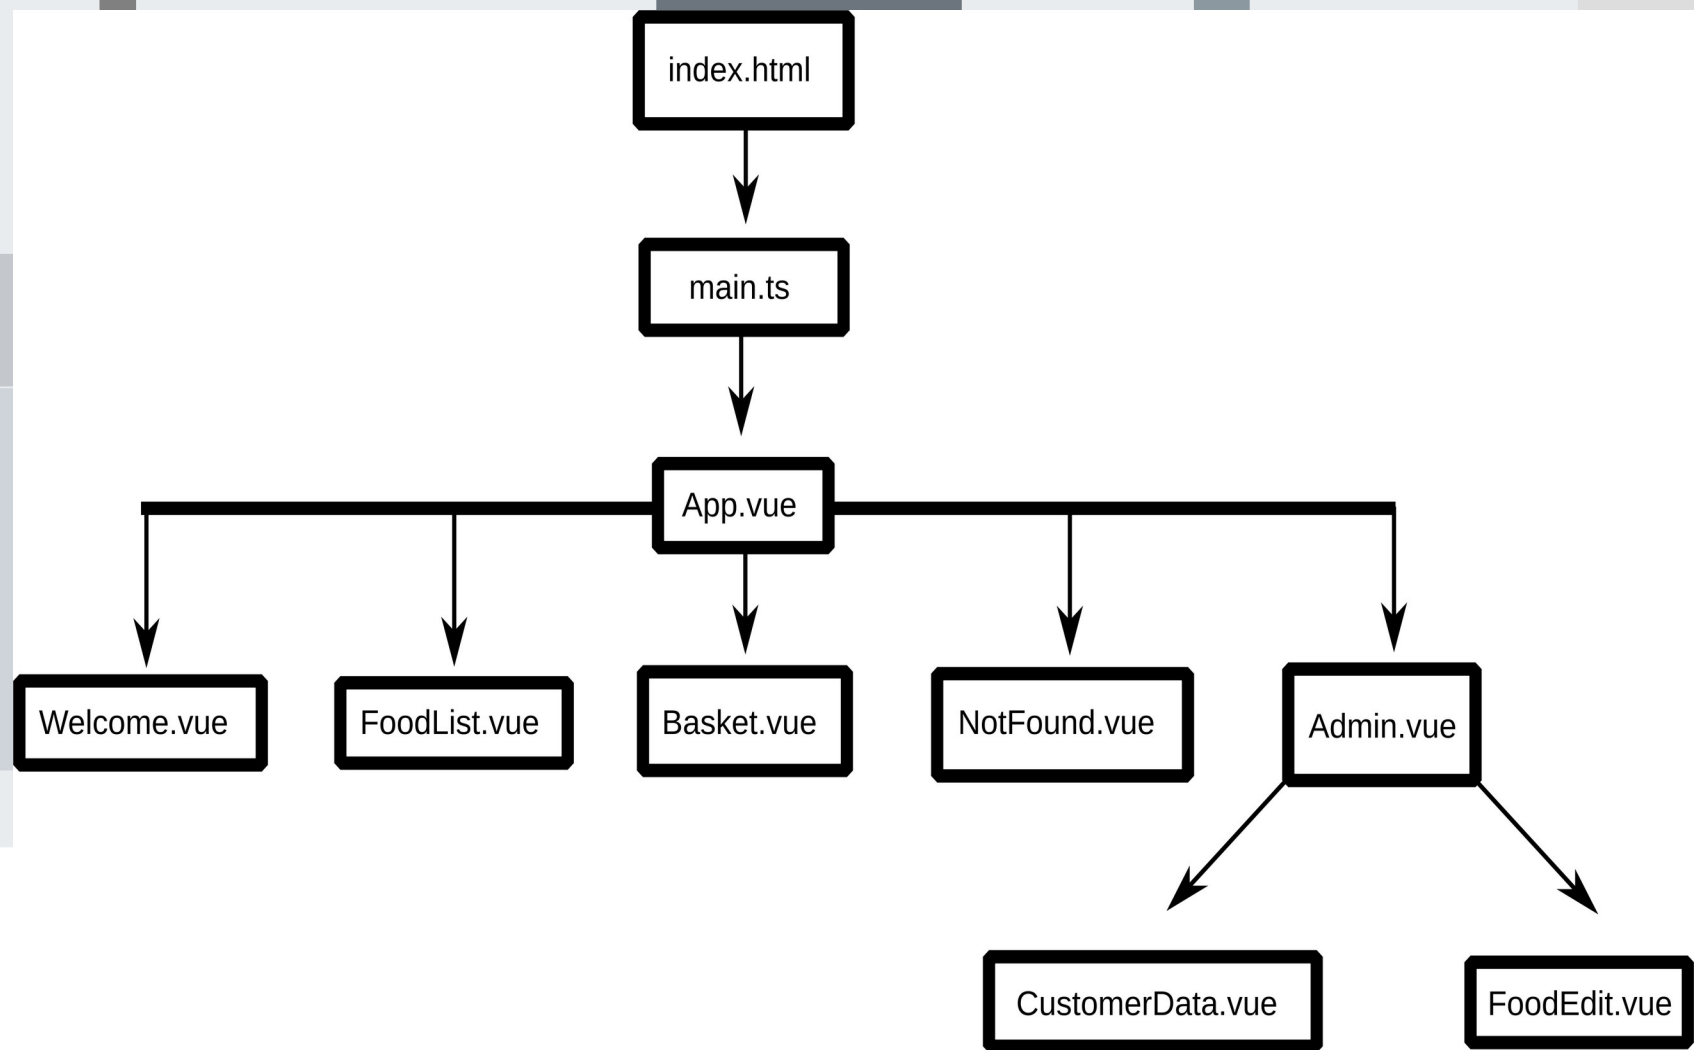 index.html
main.ts
App.vue
Welcome.vue
FoodList.vue
Basket.vue
NotFound.vue
Admin.vue
CustomerData.vue
FoodEdit.vue